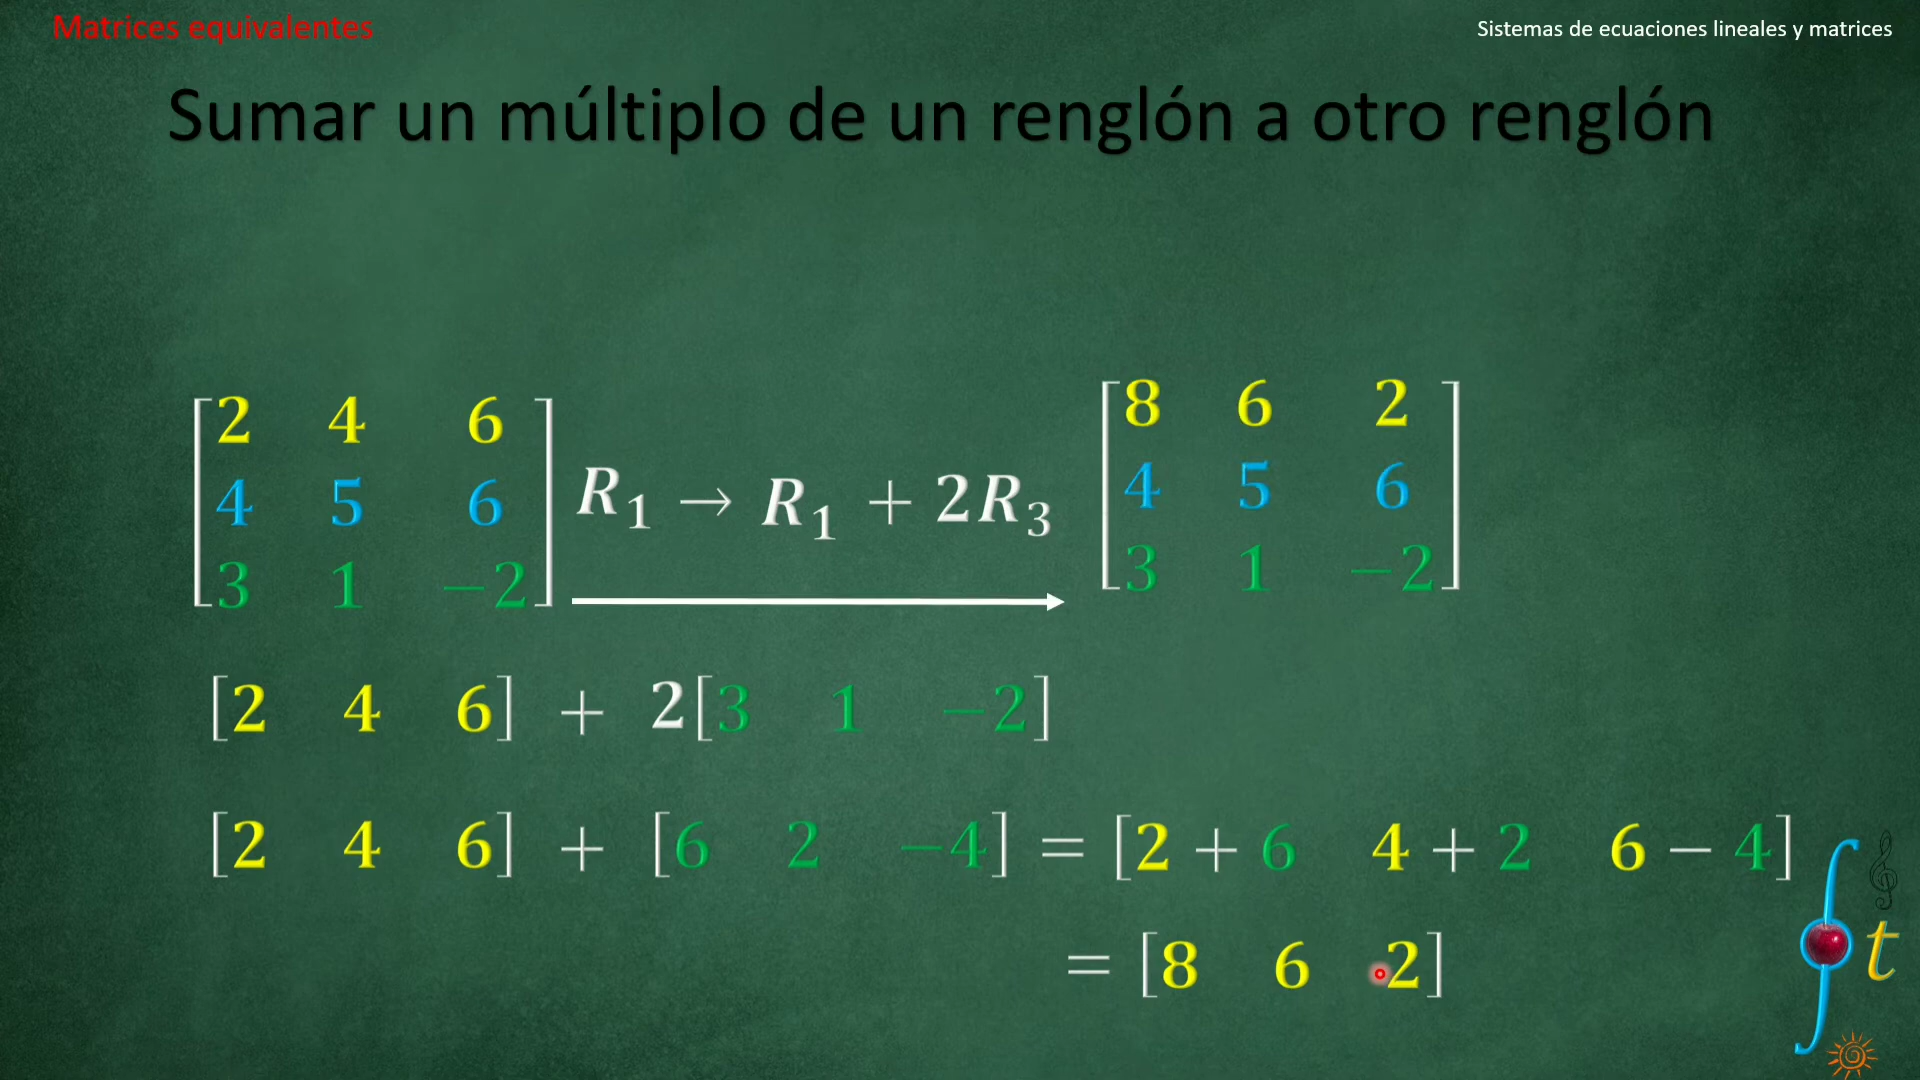 Matrices equivalentes
Sistemas de ecuaciones lineales y matrices
Sumar un múltiplo de un renglón a otro renglón
[2 4 6
4 5 6
3 1 −2]
R₁ → R₁ + 2R₃
[8 6 2
4 5 6
3 1 −2]
[2 4 6] + 2[3 1 −2]
[2 4 6] + [6 2 −4] = [2 + 6 4 + 2 6 − 4]
= [8 6 2]
t